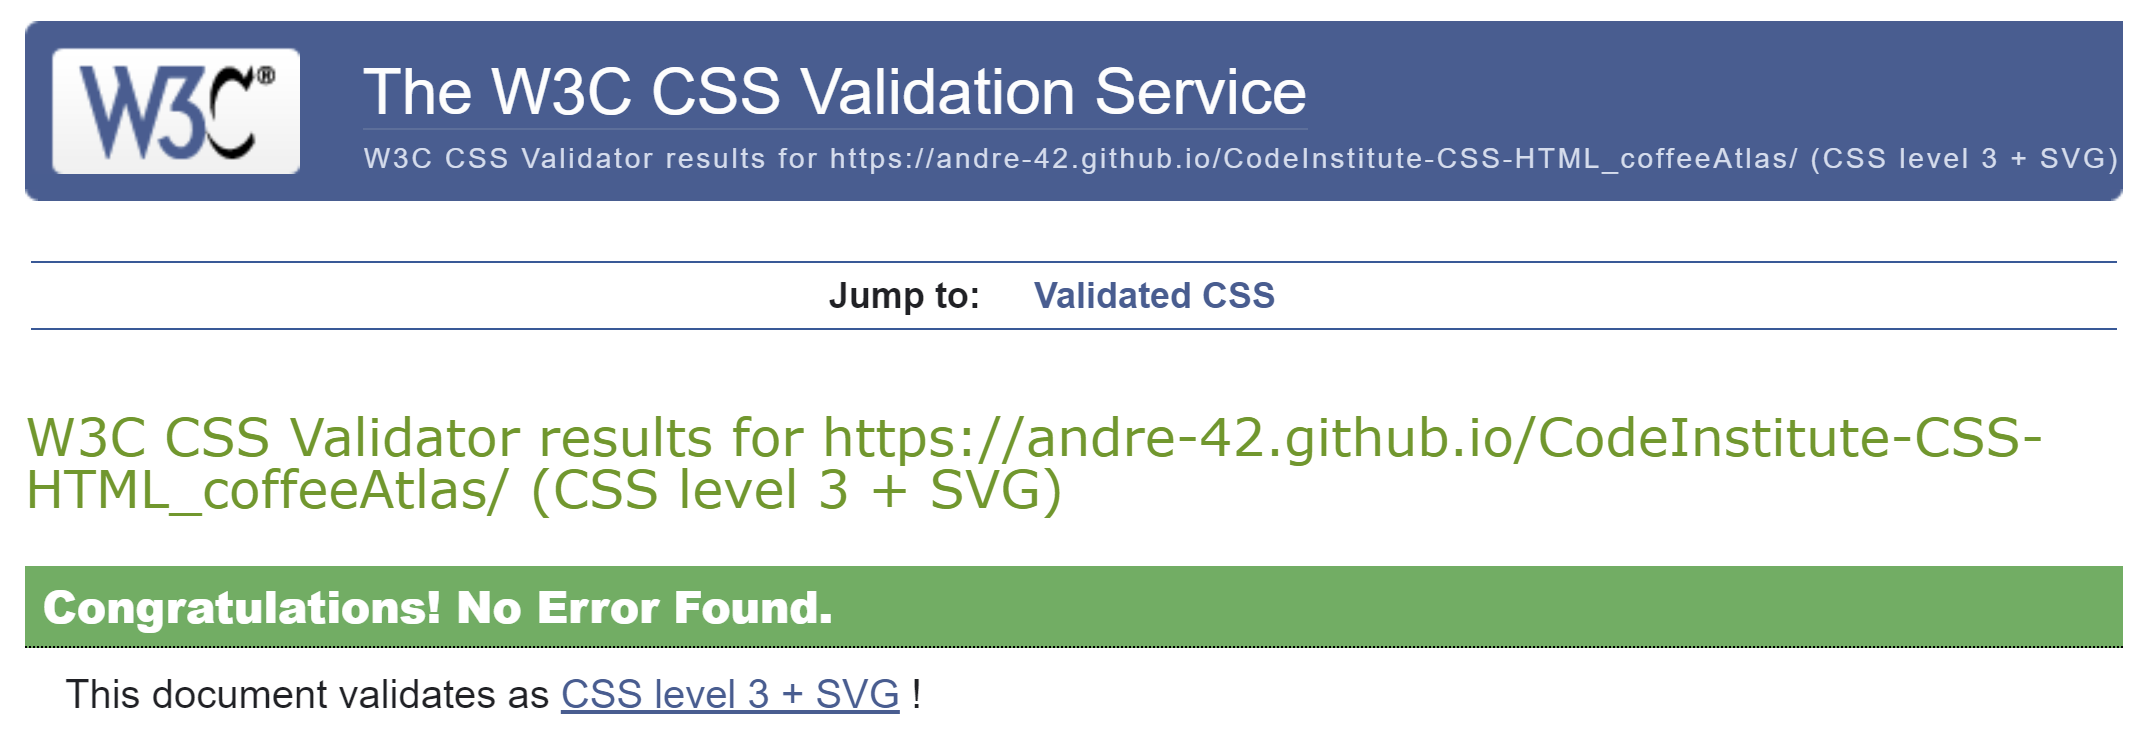 W3C®
The W3C CSS Validation Service
W3C CSS Validator results for https://andre-42.github.io/CodeInstitute-CSS-HTML_coffeeAtlas/ (CSS level 3 + SVG)
Jump to: Validated CSS
W3C CSS Validator results for https://andre-42.github.io/CodeInstitute-CSS-
HTML_coffeeAtlas/ (CSS level 3 + SVG)
Congratulations! No Error Found.
This document validates as CSS level 3 + SVG !